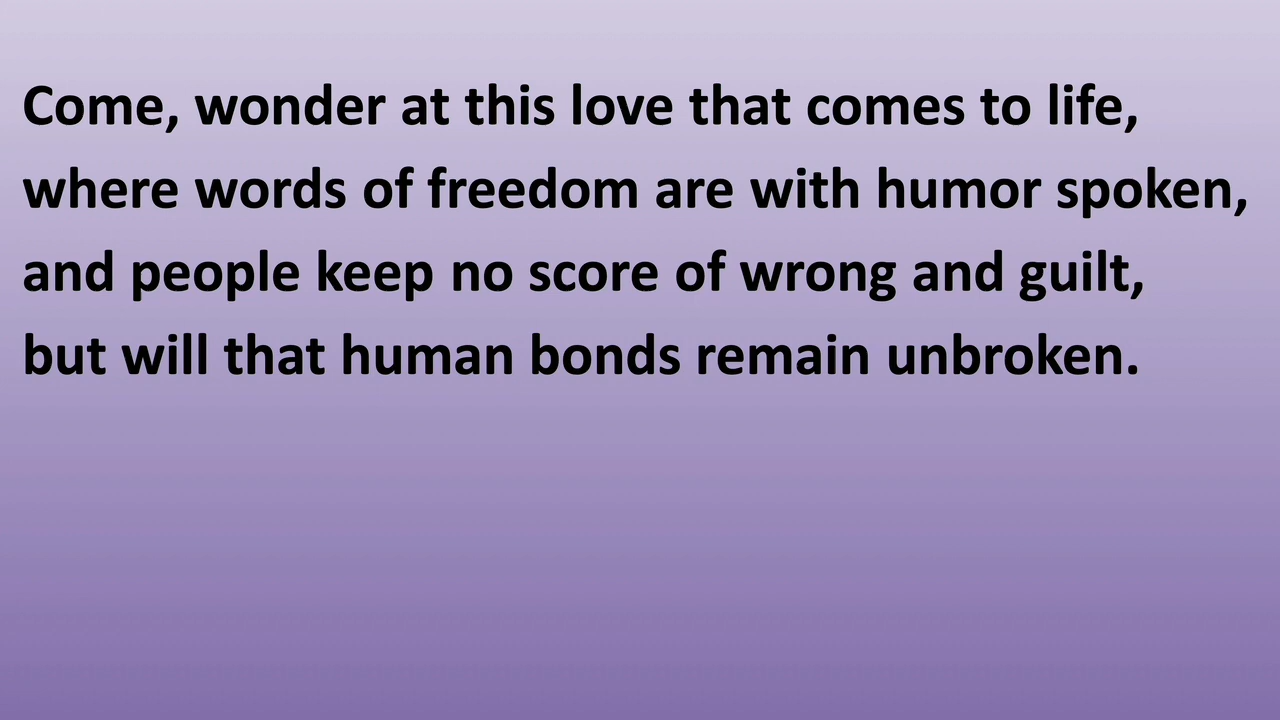 Come, wonder at this love that comes to life,
where words of freedom are with humor spoken,
and people keep no score of wrong and guilt,
but will that human bonds remain unbroken.